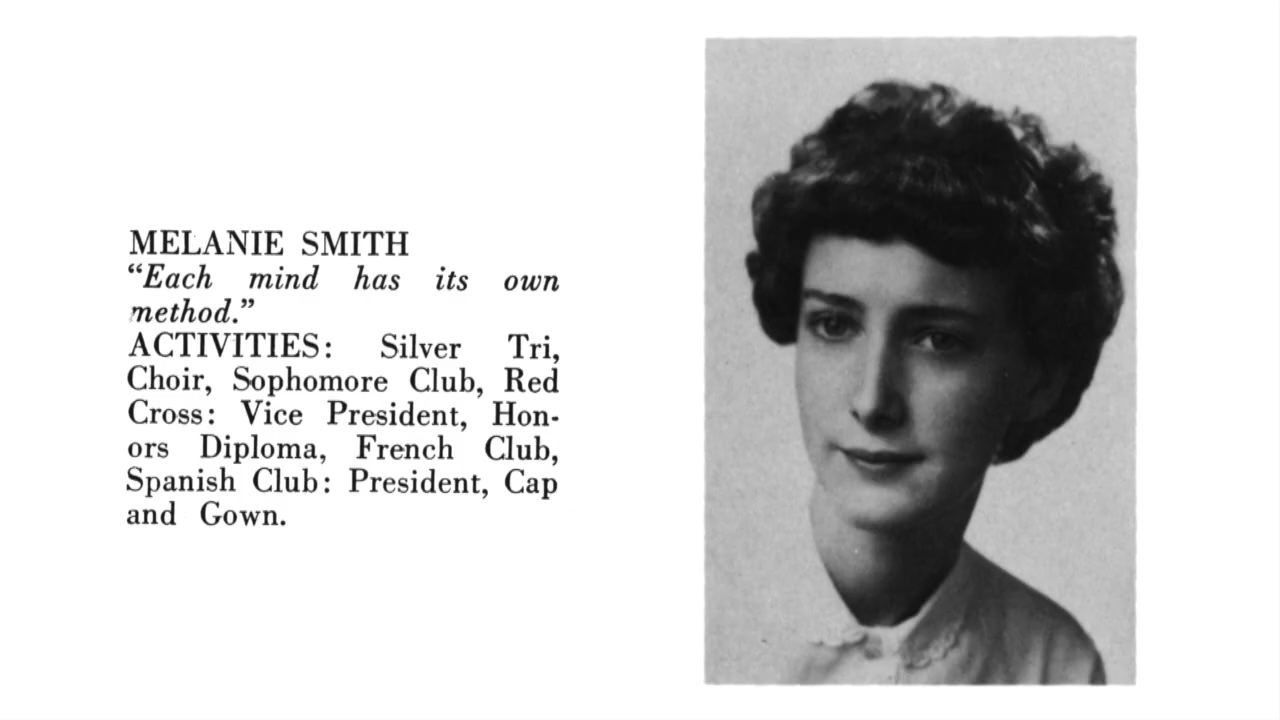 MELANIE SMITH
“Each mind has its own
method.”
ACTIVITIES: Silver Tri,
Choir, Sophomore Club, Red
Cross: Vice President, Hon-
ors Diploma, French Club,
Spanish Club: President, Cap
and Gown.